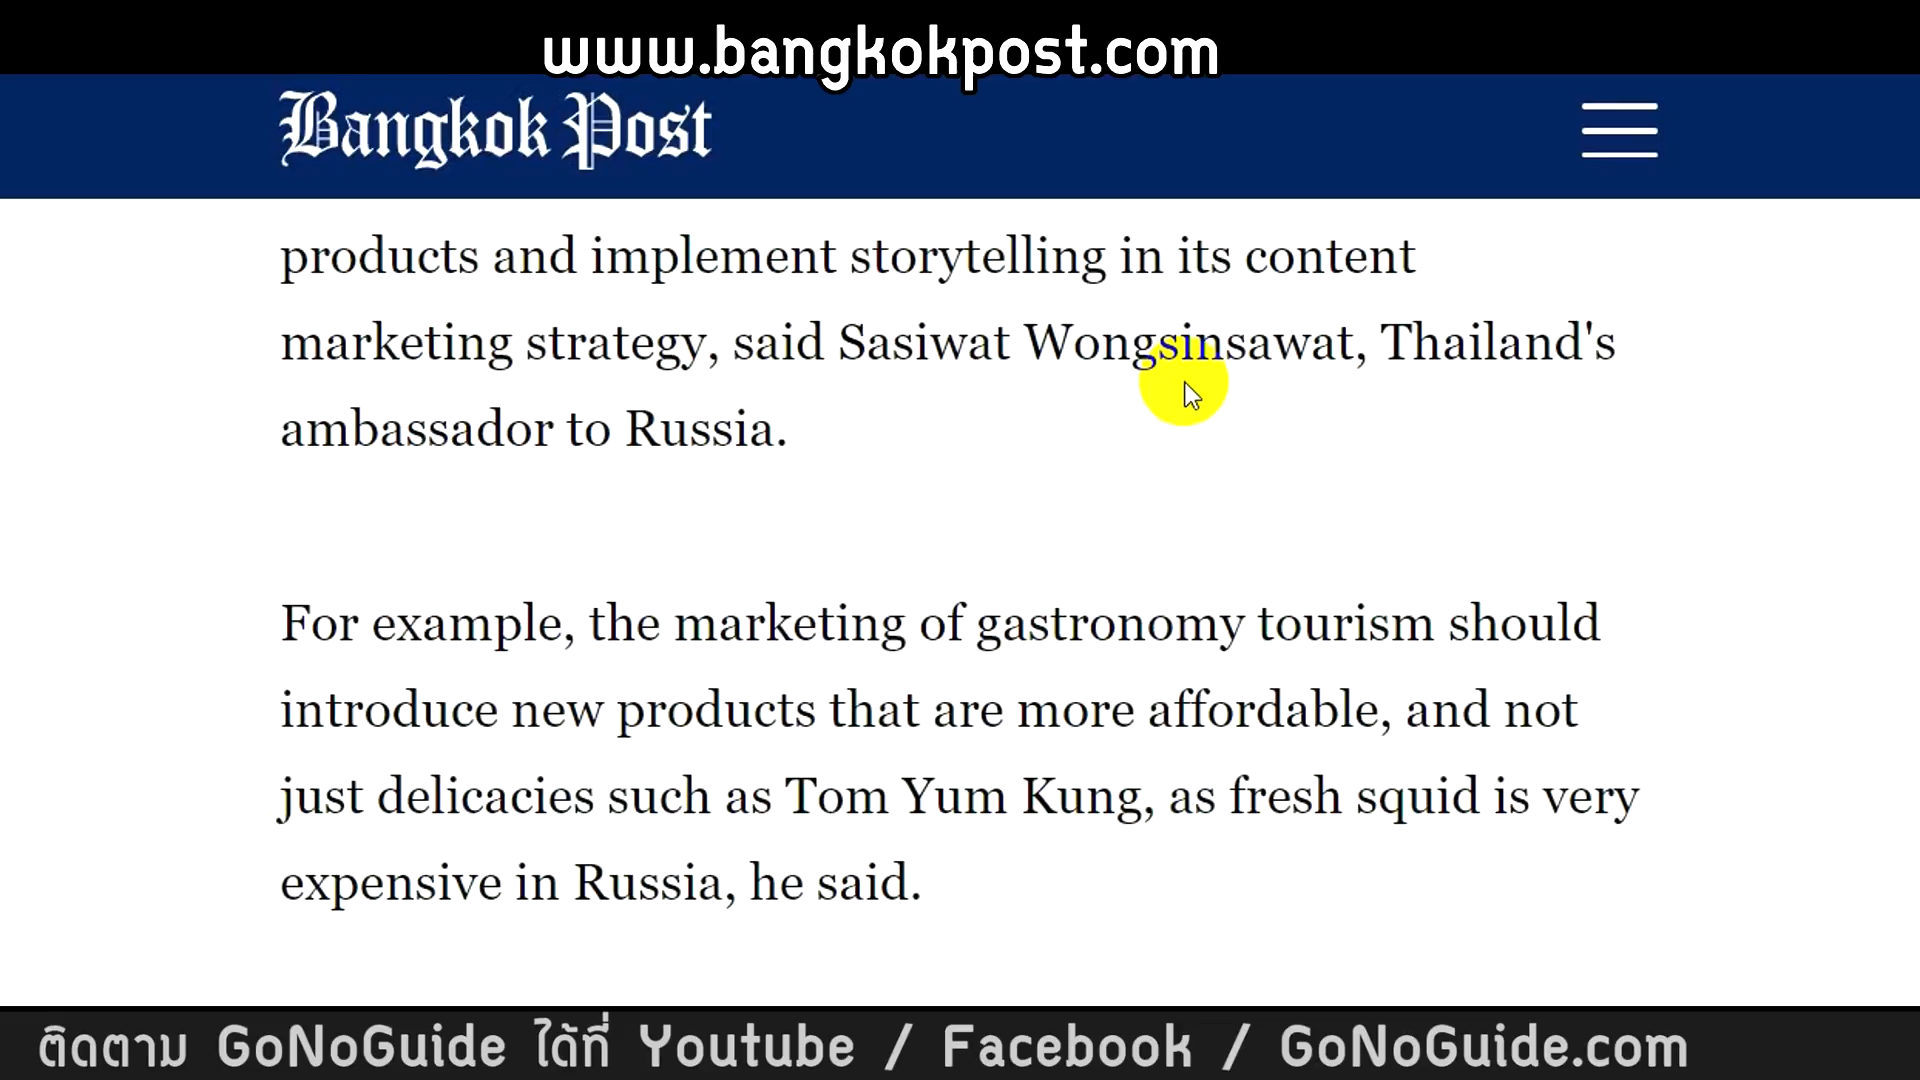 www.bangkokpost.com
Bangkok Post
products and implement storytelling in its content
marketing strategy, said Sasiwat Wongsinsawat, Thailand's
ambassador to Russia.
For example, the marketing of gastronomy tourism should
introduce new products that are more affordable, and not
just delicacies such as Tom Yum Kung, as fresh squid is very
expensive in Russia, he said.
ติดตาม GoNoGuide ได้ที่ Youtube / Facebook / GoNoGuide.com